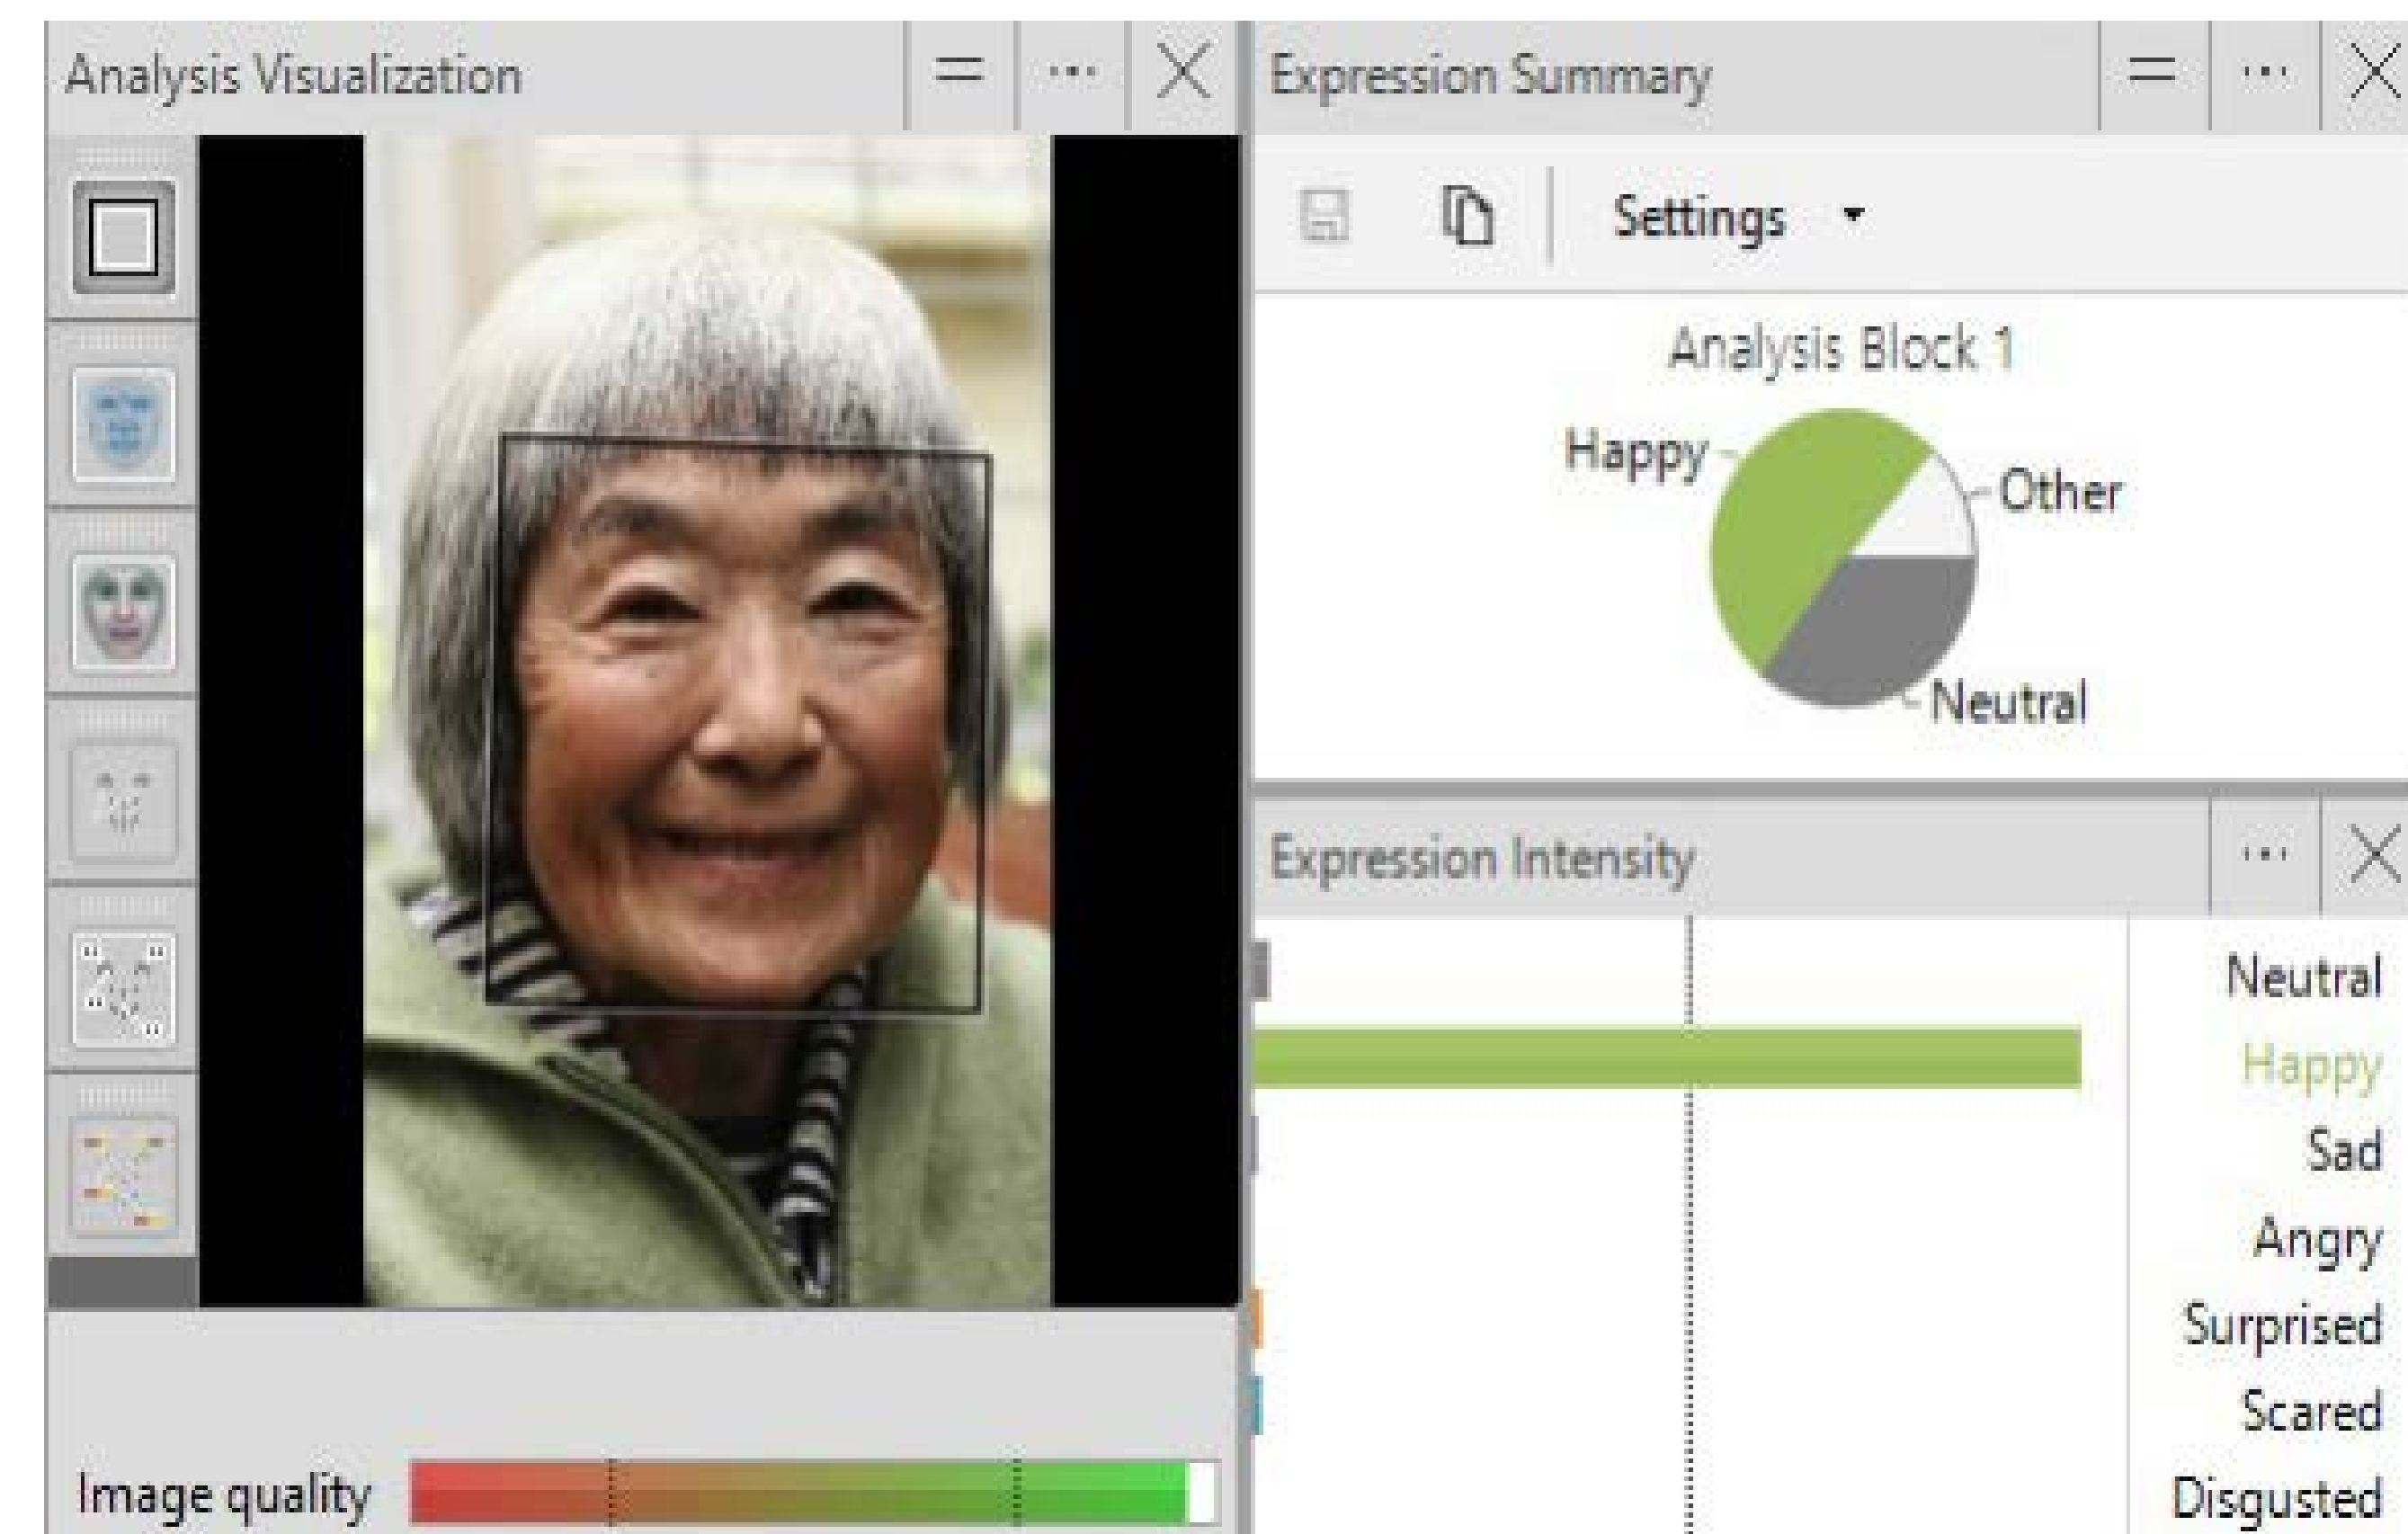 Analysis Visualization
Image quality
Expression Summary
Settings
Analysis Block 1
Happy
Other
Neutral
Expression Intensity
Neutral
Happy
Sad
Angry
Surprised
Scared
Disgusted